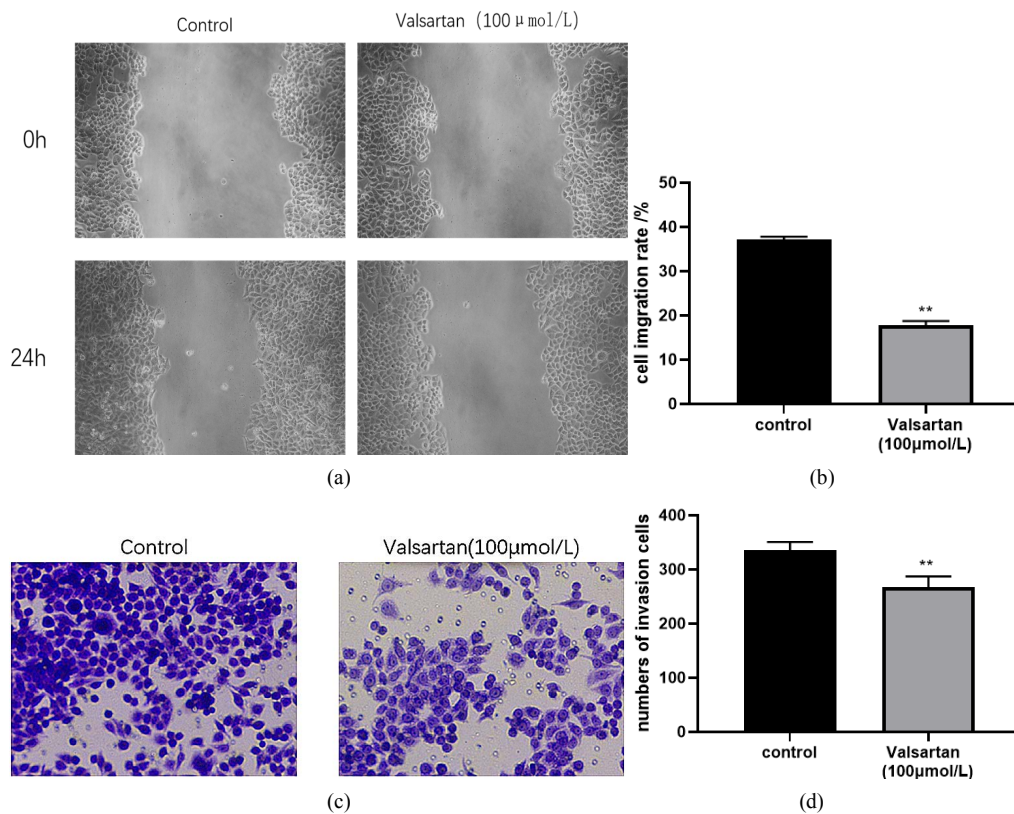 Control
Valsartan (100μmol/L)
0h
24h
(a)
cell imgration rate /%
50
40
30
20
10
0
**
control
Valsartan
(100μmol/L)
(b)
Control
Valsartan(100μmol/L)
(c)
numbers of invasion cells
400
300
200
100
0
**
control
Valsartan
(100μmol/L)
(d)